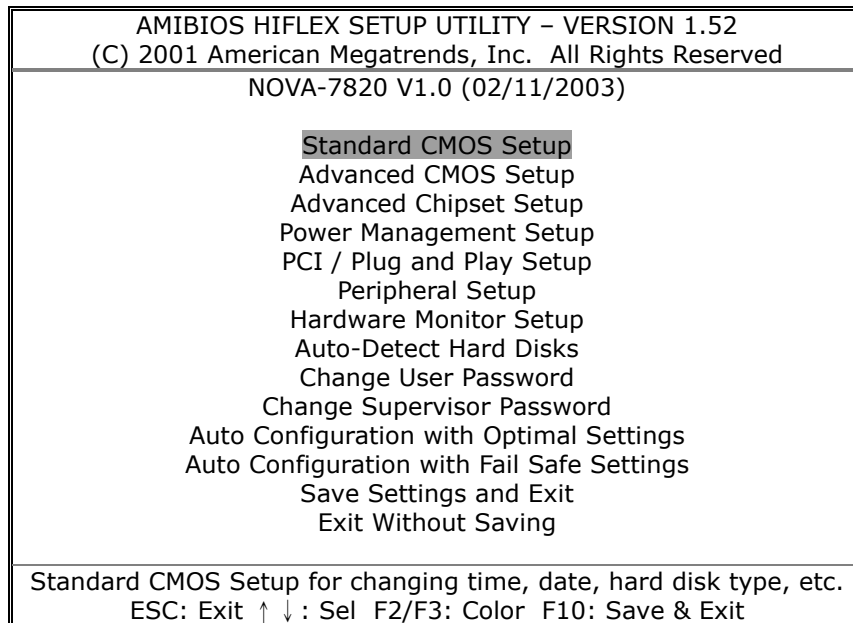 AMIBIOS HIFLEX SETUP UTILITY – VERSION 1.52
(C) 2001 American Megatrends, Inc. All Rights Reserved
NOVA-7820 V1.0 (02/11/2003)
Standard CMOS Setup
Advanced CMOS Setup
Advanced Chipset Setup
Power Management Setup
PCI / Plug and Play Setup
Peripheral Setup
Hardware Monitor Setup
Auto-Detect Hard Disks
Change User Password
Change Supervisor Password
Auto Configuration with Optimal Settings
Auto Configuration with Fail Safe Settings
Save Settings and Exit
Exit Without Saving
Standard CMOS Setup for changing time, date, hard disk type, etc.
ESC: Exit ↑↓: Sel F2/F3: Color F10: Save & Exit